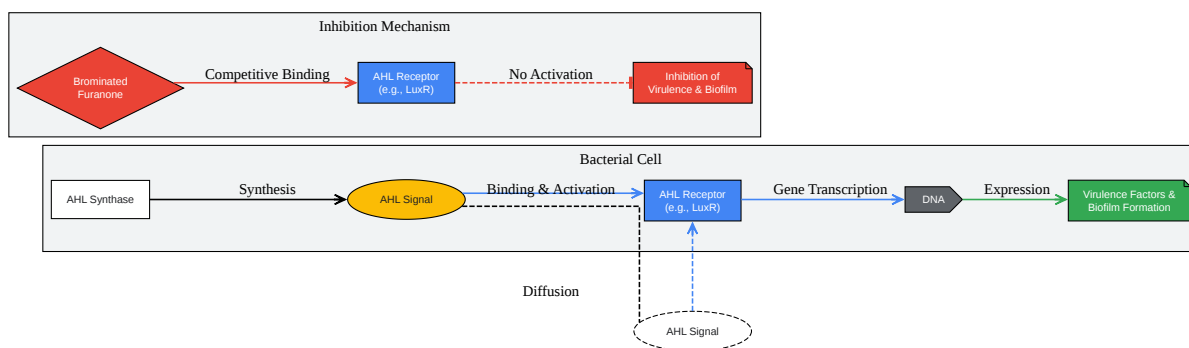 Inhibition Mechanism
Brominated
Furanone
Competitive Binding
AHL Receptor
(e.g., LuxR)
No Activation
Inhibition of
Virulence & Biofilm
Bacterial Cell
AHL Synthase
Synthesis
AHL Signal
Binding & Activation
AHL Receptor
(e.g., LuxR)
Gene Transcription
DNA
Expression
Virulence Factors &
Biofilm Formation
Diffusion
AHL Signal